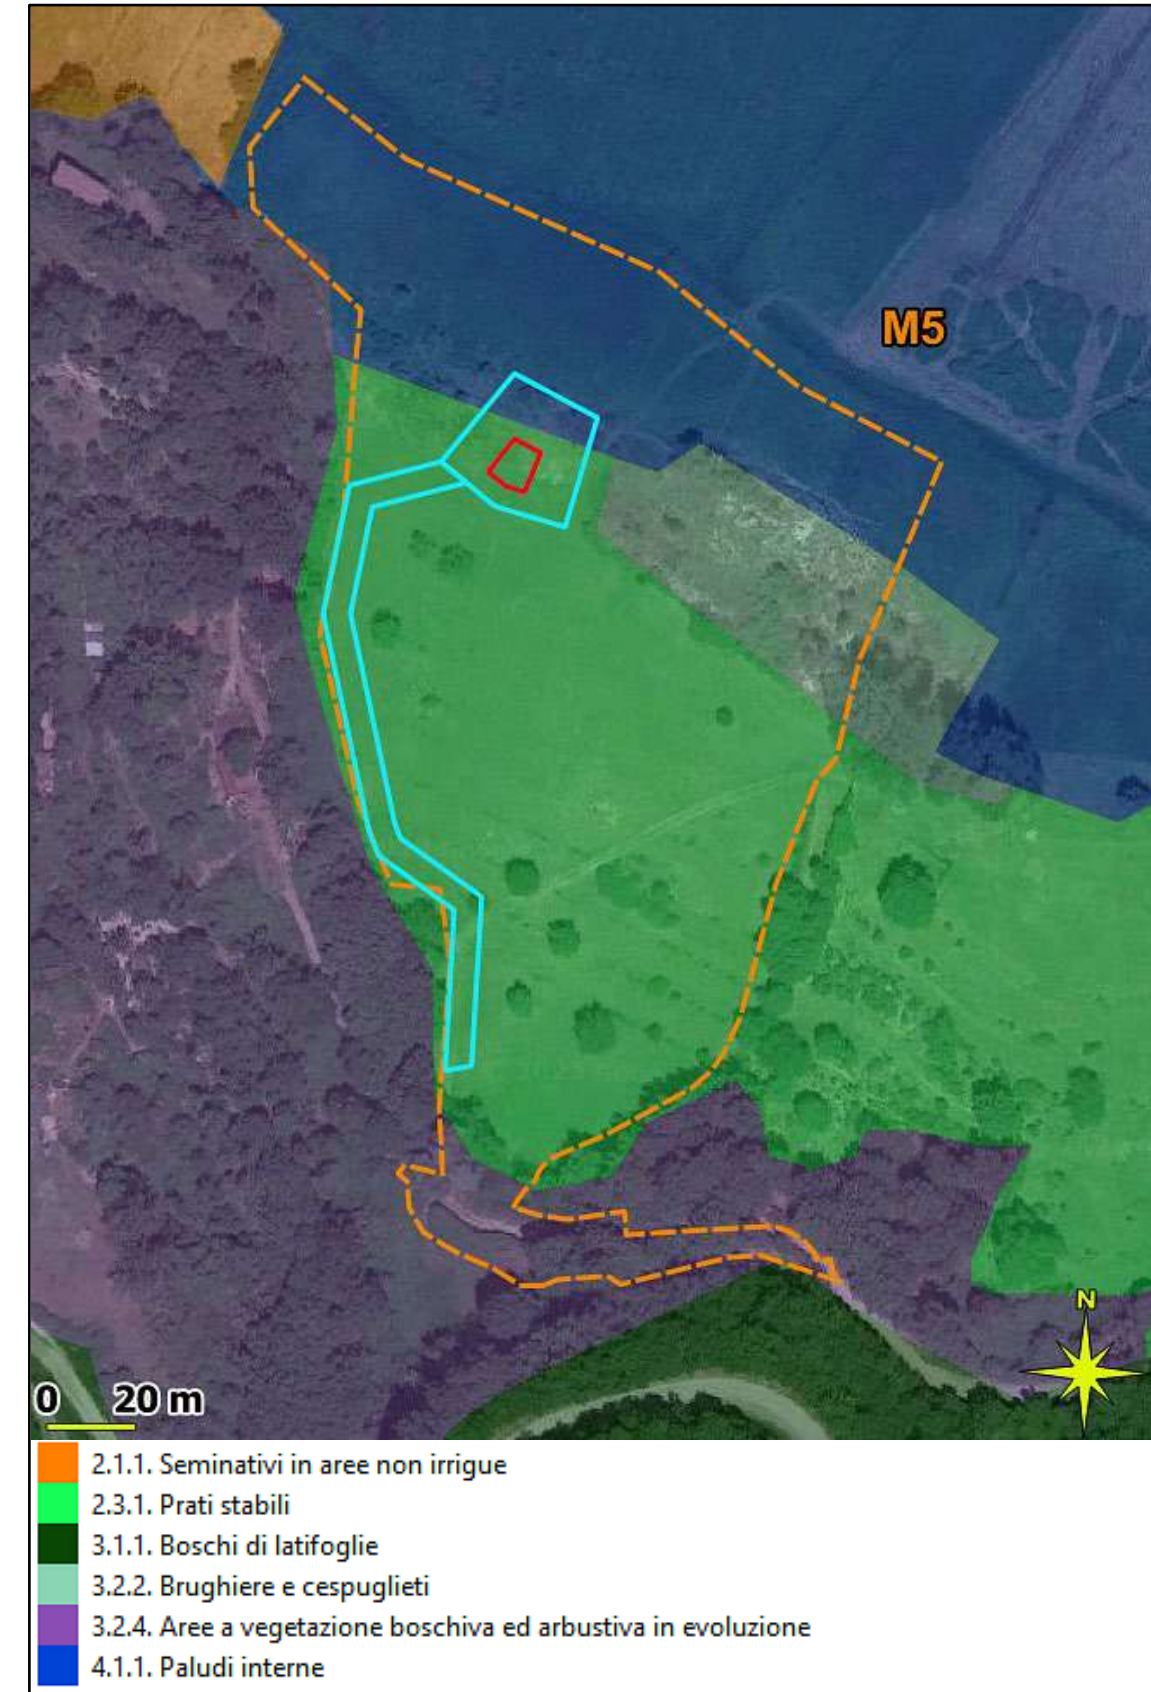 M5
N
0 20 m
2.1.1. Seminativi in aree non irrigue
2.3.1. Prati stabili
3.1.1. Boschi di latifoglie
3.2.2. Brughiere e cespuglieti
3.2.4. Aree a vegetazione boschiva ed arbustiva in evoluzione
4.1.1. Paludi interne